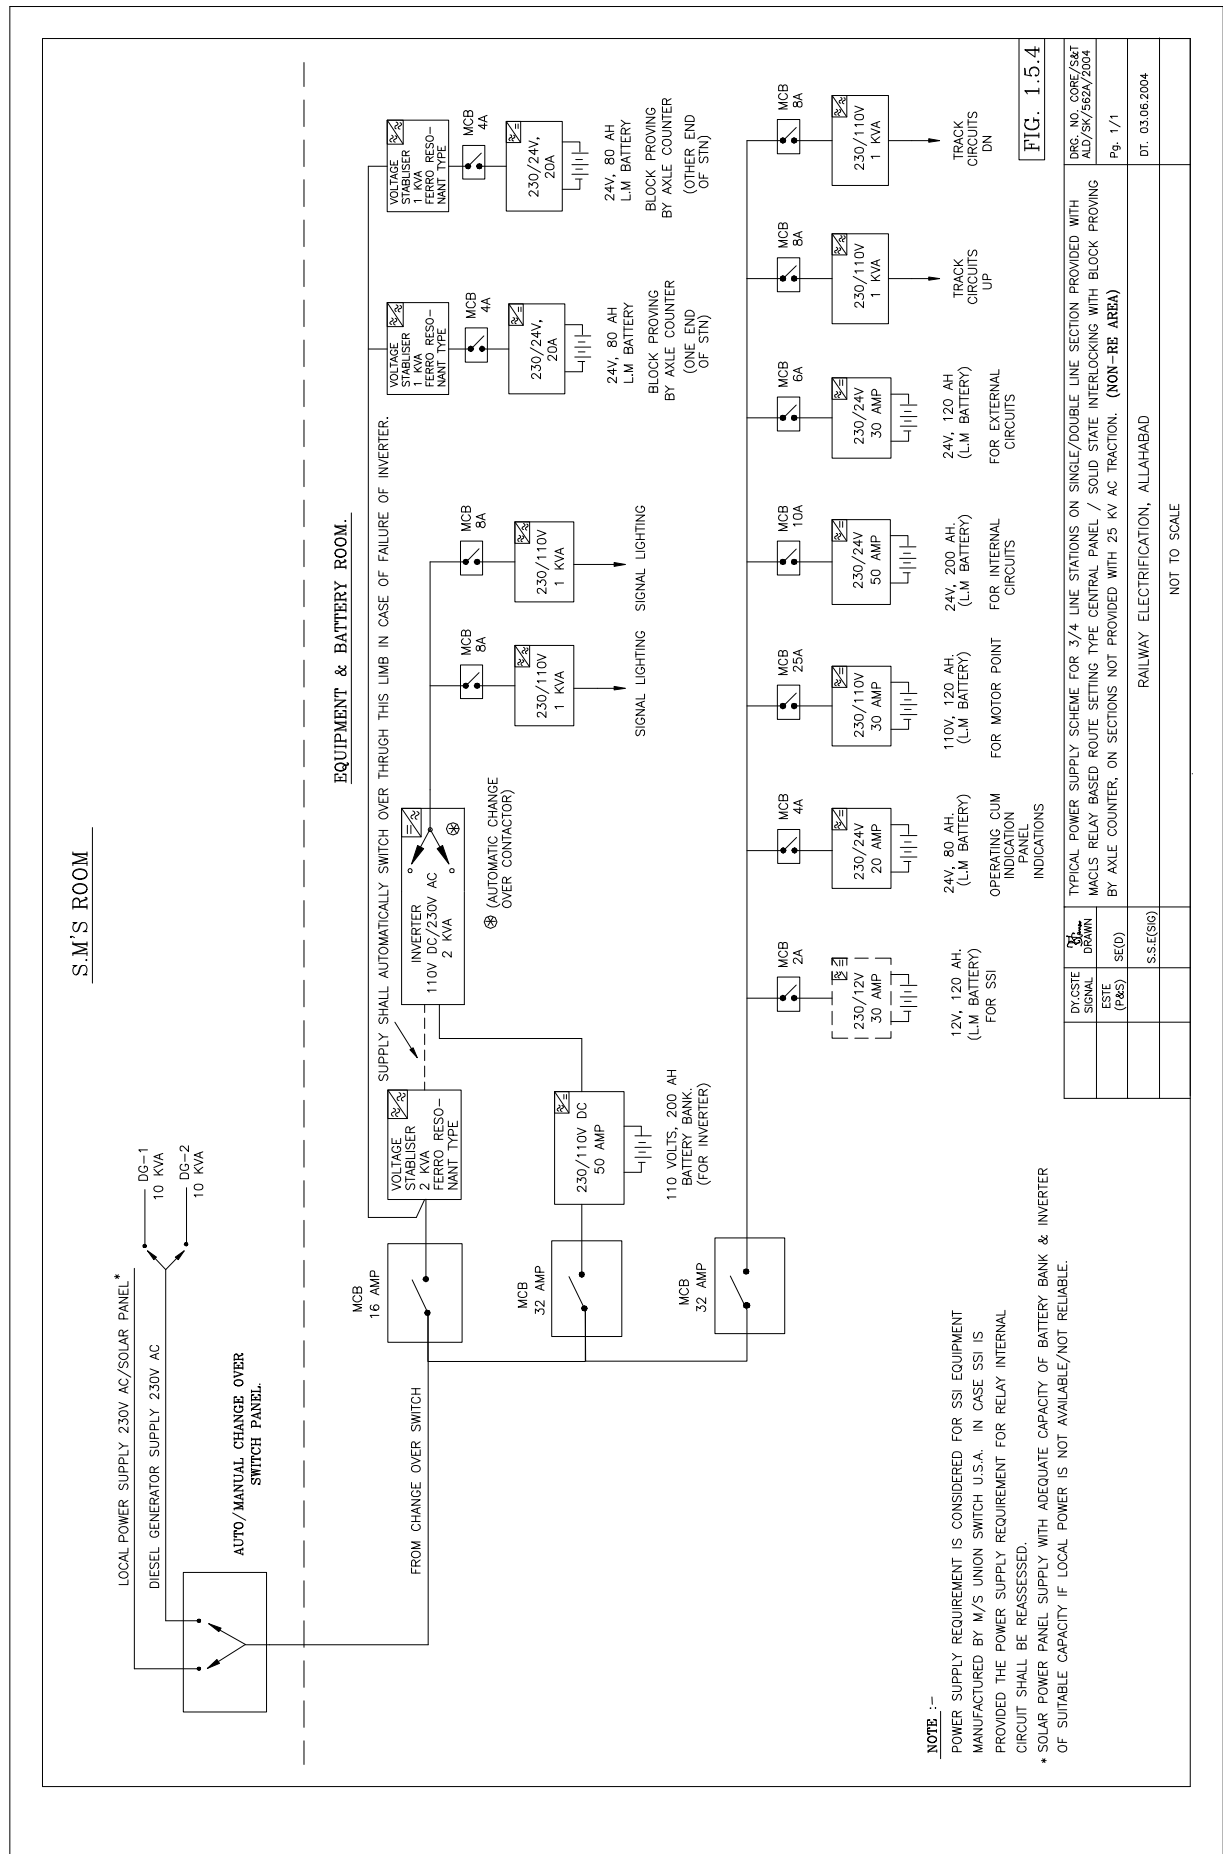 S.M'S ROOM
LOCAL POWER SUPPLY 230V AC/SOLAR PANEL*
DIESEL GENERATOR SUPPLY 230V AC
DG-1
10 KVA
DG-2
10 KVA
AUTO/MANUAL CHANGE OVER
SWITCH PANEL.
EQUIPMENT & BATTERY ROOM.
SUPPLY SHALL AUTOMATICALLY SWITCH OVER THRUGH THIS LIMB IN CASE OF FAILURE OF INVERTER.
FROM CHANGE OVER SWITCH
MCB
16 AMP
VOLTAGE
STABLISER
2 KVA
FERRO RESO-
NANT TYPE
INVERTER
110V DC/230V AC
2 KVA
(AUTOMATIC CHANGE
OVER CONTACTOR)
MCB
8A
230/110V
1 KVA
SIGNAL LIGHTING
MCB
8A
230/110V
1 KVA
SIGNAL LIGHTING
VOLTAGE
STABLISER
1 KVA
FERRO RESO-
NANT TYPE
MCB
4A
230/24V,
20A
24V, 80 AH
L.M BATTERY
BLOCK PROVING
BY AXLE COUNTER
(ONE END
OF STN)
VOLTAGE
STABLISER
1 KVA
FERRO RESO-
NANT TYPE
MCB
4A
230/24V,
20A
24V, 80 AH
L.M BATTERY
BLOCK PROVING
BY AXLE COUNTER
(OTHER END
OF STN)
MCB
32 AMP
230/110V DC
50 AMP
110 VOLTS, 200 AH
BATTERY BANK.
(FOR INVERTER)
MCB
32 AMP
MCB
2A
230/12V
30 AMP
12V, 120 AH.
(L.M BATTERY)
FOR SSI
MCB
4A
230/24V
20 AMP
24V, 80 AH.
(L.M BATTERY)
OPERATING CUM
INDICATION
PANEL
INDICATIONS
MCB
25A
230/110V
30 AMP
110V, 120 AH.
(L.M BATTERY)
FOR MOTOR POINT
MCB
10A
230/24V
50 AMP
24V, 200 AH.
(L.M BATTERY)
FOR INTERNAL
CIRCUITS
MCB
6A
230/24V
30 AMP
24V, 120 AH
(L.M BATTERY)
FOR EXTERNAL
CIRCUITS
MCB
8A
230/110V
1 KVA
TRACK
CIRCUITS
UP
MCB
8A
230/110V
1 KVA
TRACK
CIRCUITS
DN
NOTE :-
POWER SUPPLY REQUIREMENT IS CONSIDERED FOR SSI EQUIPMENT
MANUFACTURED BY M/S UNION SWITCH U.S.A. IN CASE SSI IS
PROVIDED THE POWER SUPPLY REQUIREMENT FOR RELAY INTERNAL
CIRCUIT SHALL BE REASSESSED.
* SOLAR POWER PANEL SUPPLY WITH ADEQUATE CAPACITY OF BATTERY BANK & INVERTER
OF SUITABLE CAPACITY IF LOCAL POWER IS NOT AVAILABLE/NOT RELIABLE.
FIG. 1.5.4
DY.CSTE
SIGNAL
DRAWN
ESTE
(P&S)
SE(D)
S.S.E(SIG)
TYPICAL POWER SUPPLY SCHEME FOR 3/4 LINE STATIONS ON SINGLE/DOUBLE LINE SECTION PROVIDED WITH
MACLS RELAY BASED ROUTE SETTING TYPE CENTRAL PANEL / SOLID STATE INTERLOCKING WITH BLOCK PROVING
BY AXLE COUNTER, ON SECTIONS NOT PROVIDED WITH 25 KV AC TRACTION. (NON-RE AREA)
RAILWAY ELECTRIFICATION, ALLAHABAD
NOT TO SCALE
DRG. NO. CORE/S&T
ALD/SK/562A/2004
Pg. 1/1
DT. 03.06.2004